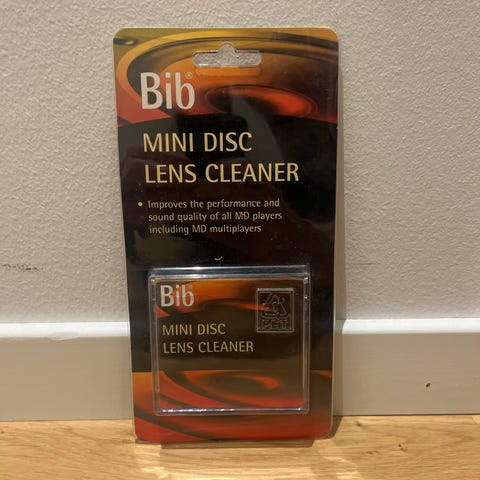 Bib®
MINI DISC
LENS CLEANER
• Improves the performance and
sound quality of all MD players
including MD multiplayers
Bib
MINI DISC
LENS CLEANER